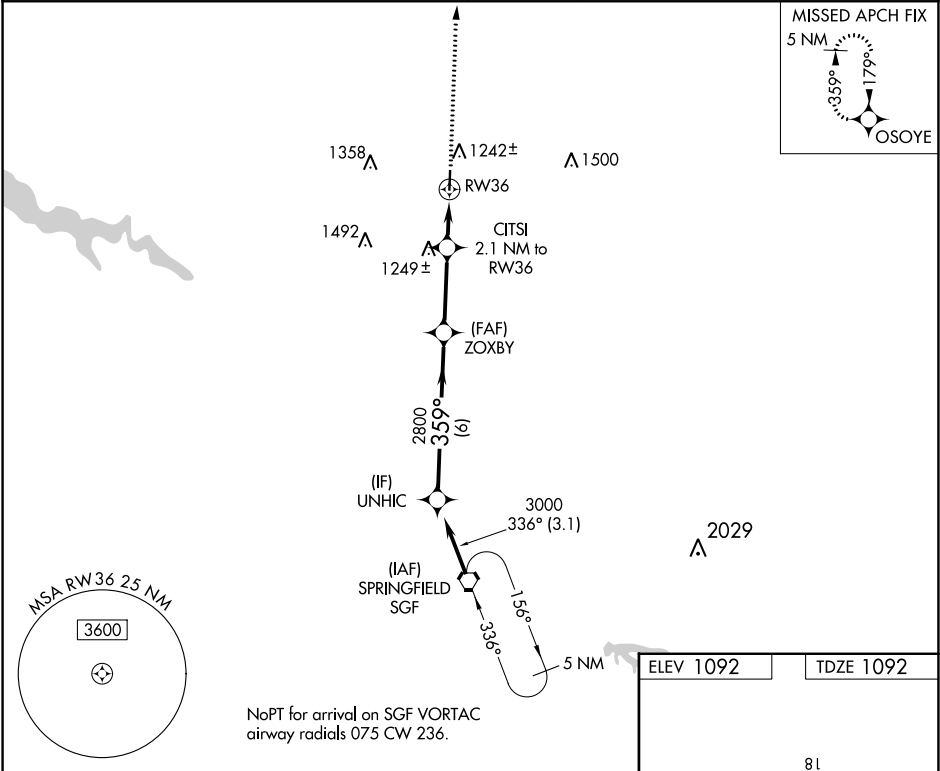 MISSED APCH FIX
5 NM
359°
179°
OSOYE
1358
1242±
1500
RW36
1492
1249±
CITSI
2.1 NM to
RW36
(FAF)
ZOXBY
2800
359°
(6)
(IF)
UNHIC
3000
336° (3.1)
2029
(IAF)
SPRINGFIELD
SGF
156°
336°
5 NM
MSA RW36 25 NM
3600
NoPT for arrival on SGF VORTAC
airway radials 075 CW 236.
ELEV 1092
TDZE 1092
18